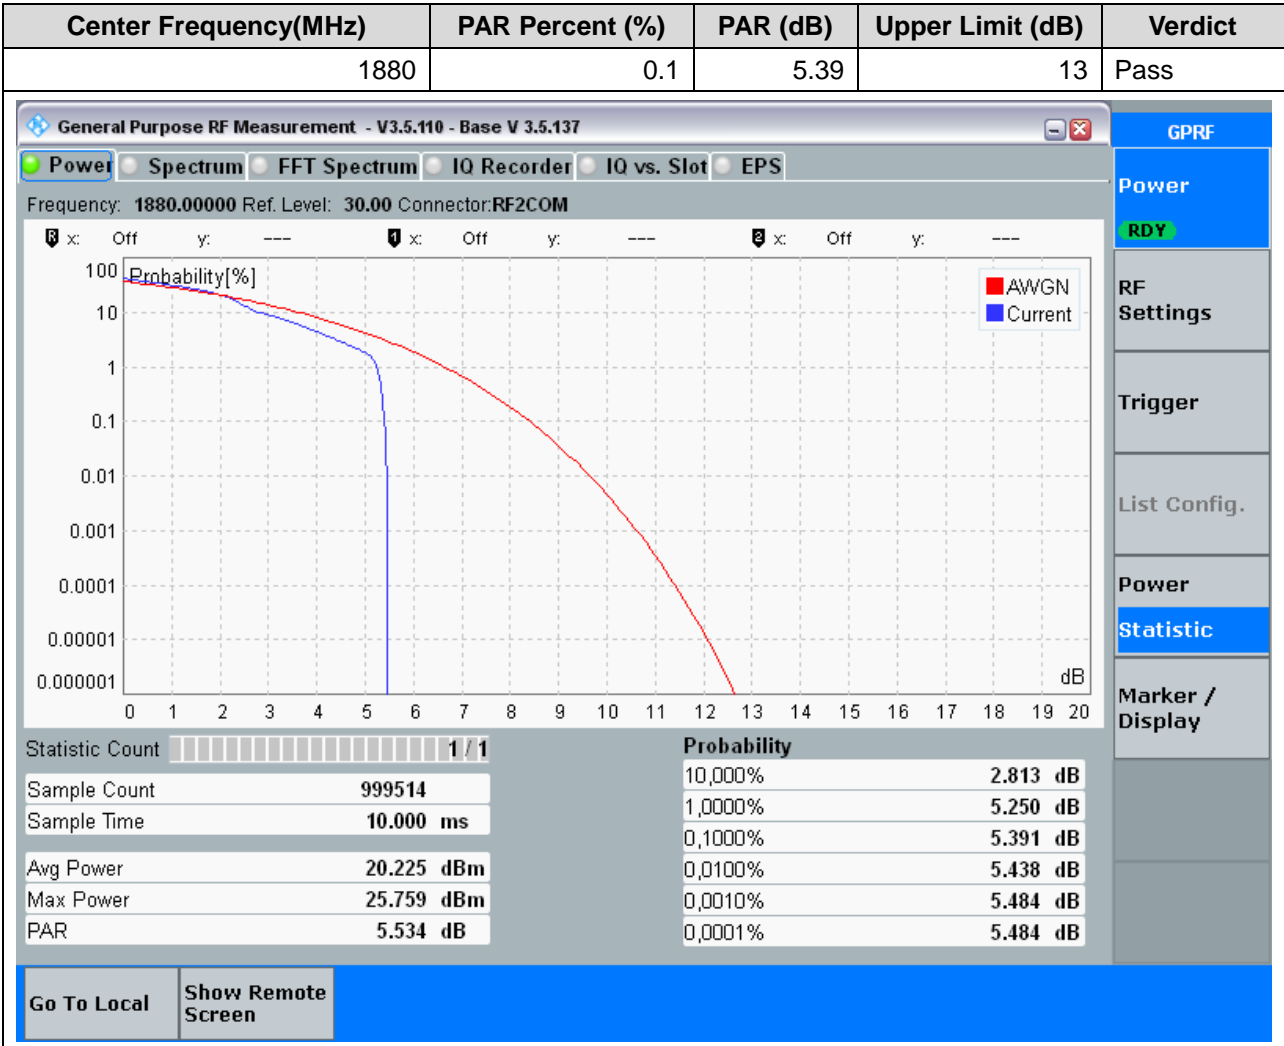 Center Frequency(MHz) PAR Percent (%) PAR (dB) Upper Limit (dB) Verdict
1880 0.1 5.39 13 Pass
General Purpose RF Measurement - V3.5.110 - Base V 3.5.137
GPRF
Power Spectrum FFT Spectrum IQ Recorder IQ vs. Slot EPS
Power
RDY
Frequency: 1880.00000 Ref. Level: 30.00 Connector:RF2COM
R x: Off y: --- 1 x: Off y: --- 2 x: Off y: ---
Probability[%]
AWGN
Current
100
10
1
0.1
0.01
0.001
0.0001
0.00001
0.000001
dB
0 1 2 3 4 5 6 7 8 9 10 11 12 13 14 15 16 17 18 19 20
RF
Settings
Trigger
List Config.
Power
Statistic
Marker /
Display
Statistic Count 1 / 1
Sample Count 999514
Sample Time 10.000 ms
Avg Power 20.225 dBm
Max Power 25.759 dBm
PAR 5.534 dB
Probability
10,000% 2.813 dB
1,0000% 5.250 dB
0,1000% 5.391 dB
0,0100% 5.438 dB
0,0010% 5.484 dB
0,0001% 5.484 dB
Go To Local
Show Remote
Screen